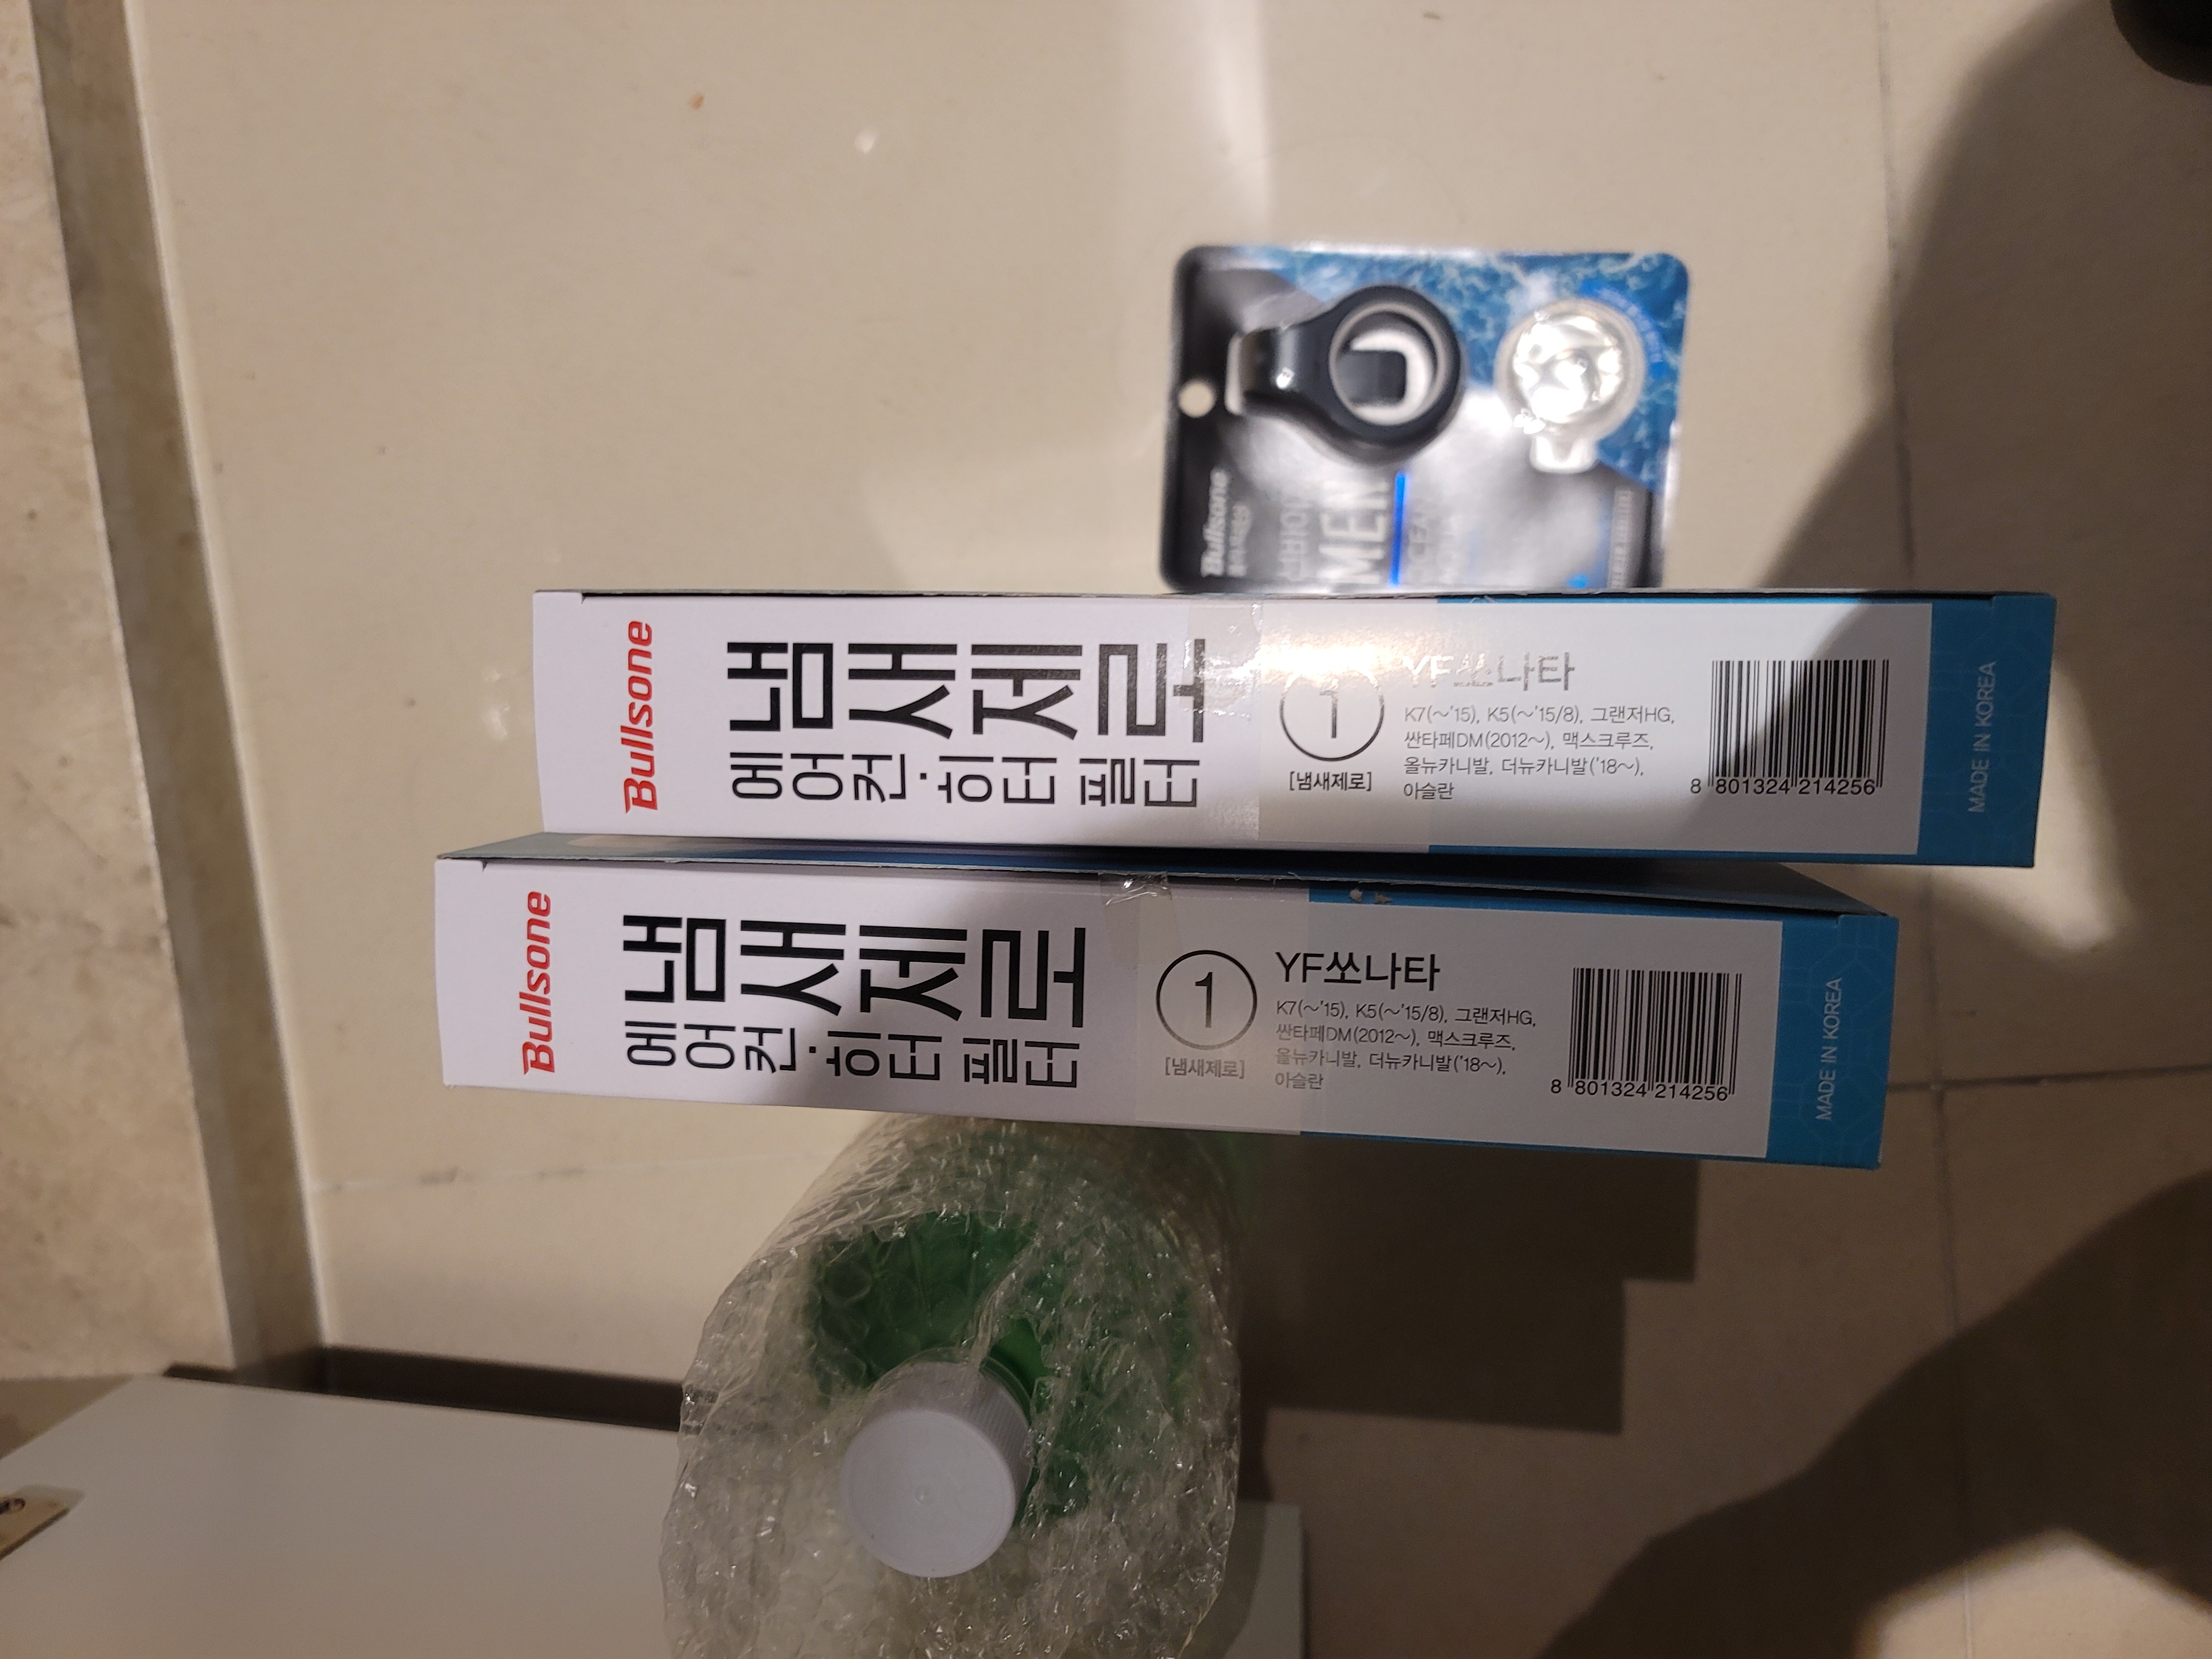 Bullsone
불스원
MEN
OCEAN
AQUA
Bullsone
냄새제로
에어컨·히터 필터
1
[냄새제로]
YF쏘나타
K7(~'15), K5(~'15/8), 그랜저HG,
싼타페DM(2012~), 맥스크루즈,
올뉴카니발, 더뉴카니발('18~),
아슬란
8 801324 214256
MADE IN KOREA
Bullsone
냄새제로
에어컨·히터 필터
1
[냄새제로]
YF쏘나타
K7(~'15), K5(~'15/8), 그랜저HG,
싼타페DM(2012~), 맥스크루즈,
올뉴카니발, 더뉴카니발('18~),
아슬란
8 801324 214256
MADE IN KOREA